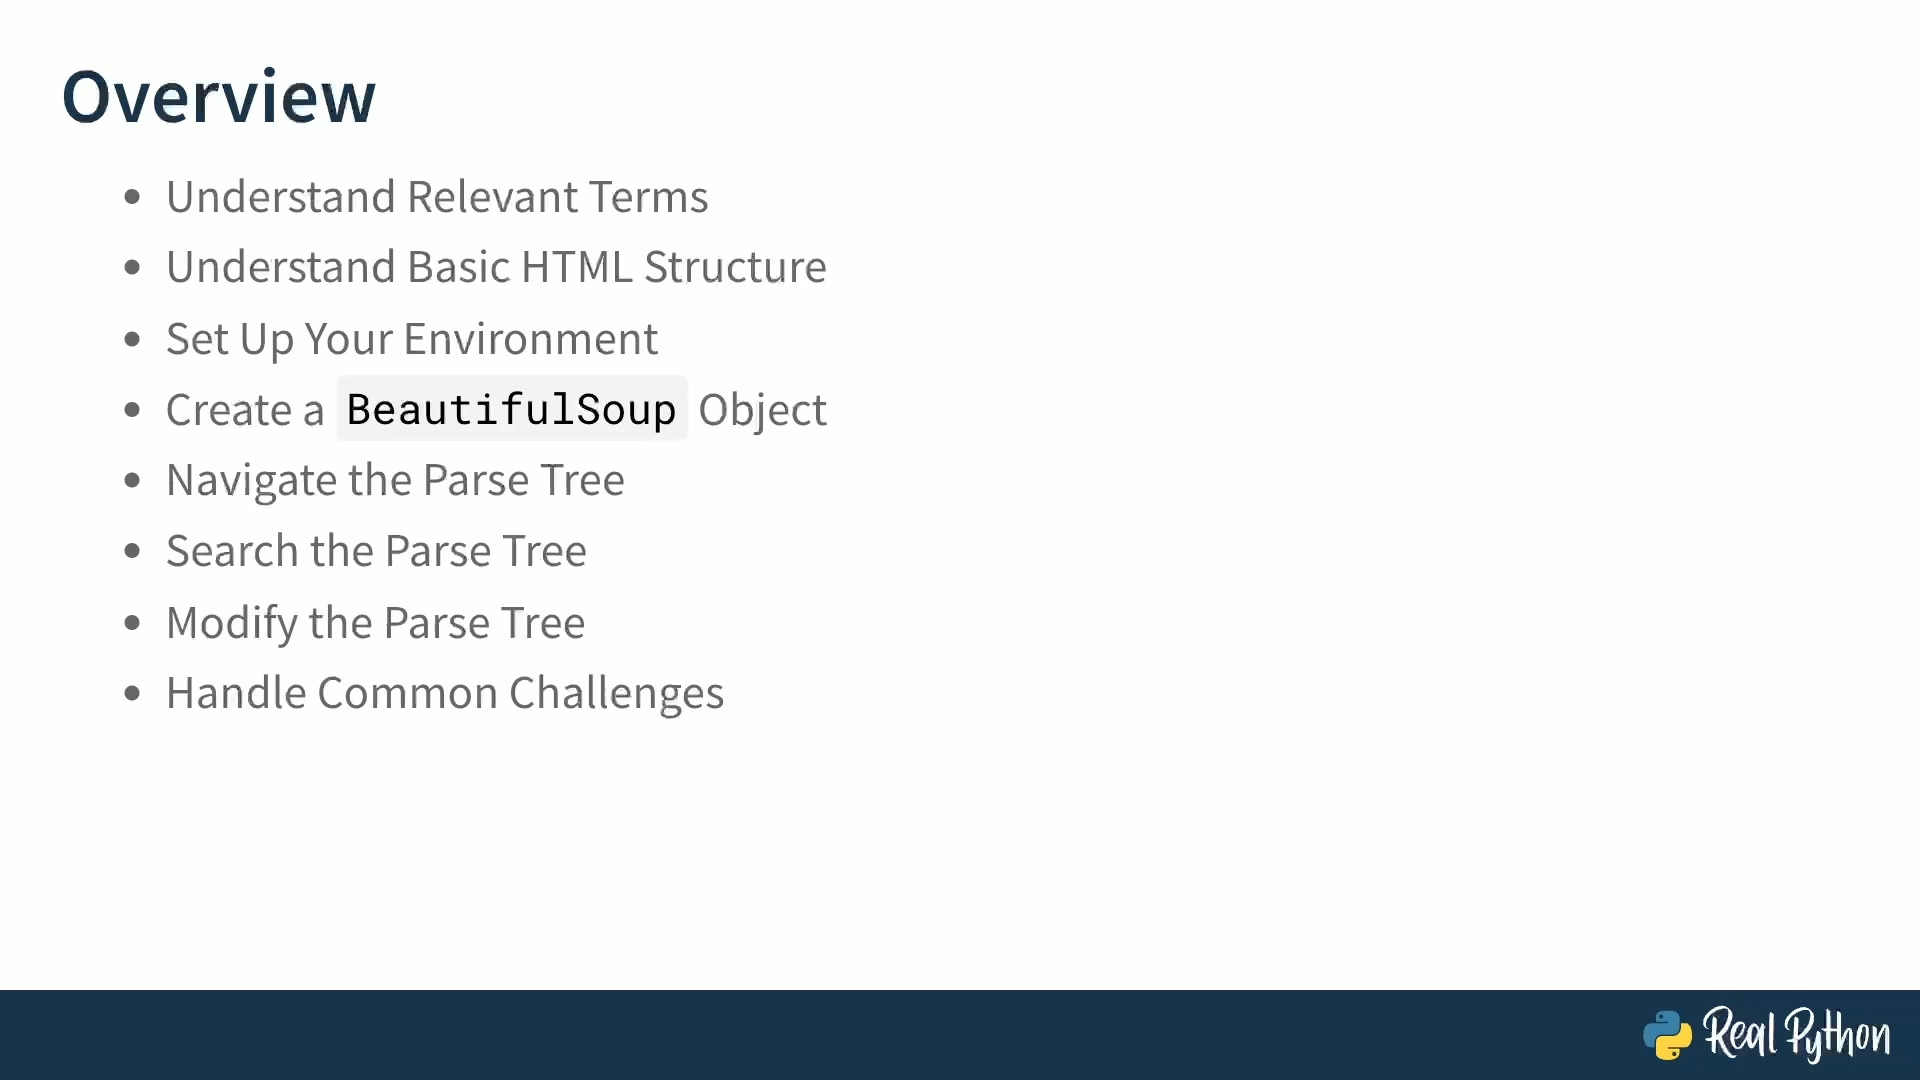 Overview
• Understand Relevant Terms
• Understand Basic HTML Structure
• Set Up Your Environment
• Create a BeautifulSoup Object
• Navigate the Parse Tree
• Search the Parse Tree
• Modify the Parse Tree
• Handle Common Challenges
Real Python